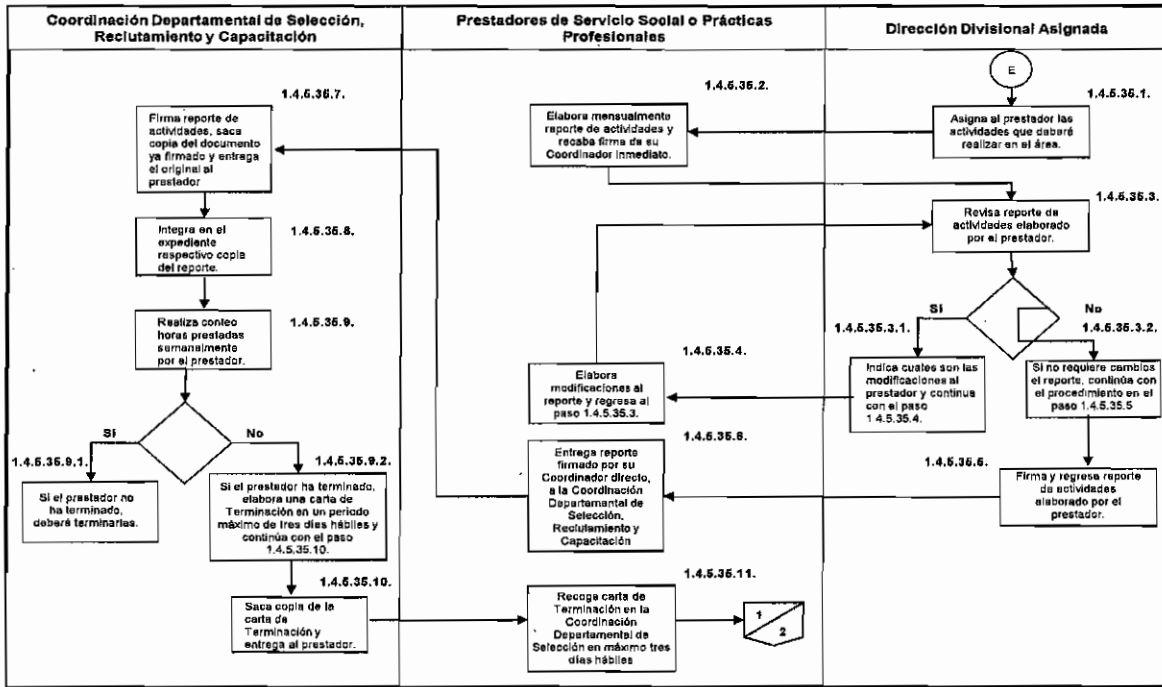 Coordinación Departamental de Selección,
Reclutamiento y Capacitación
Prestadores de Servicio Social o Prácticas
Profesionales
Dirección Divisional Asignada
E
1.4.5.35.7.
Firma reporte de
actividades, saca
copia del documento
ya firmado y entrega
el original al
prestador
1.4.5.35.2.
Elabora mensualmente
reporte de actividades y
recaba firma de su
Coordinador inmediato.
1.4.5.35.1.
Asigna al prestador las
actividades que deberá
realizar en el área.
1.4.5.35.8.
Integra en el
expediente
respectivo copia
del reporte.
1.4.5.35.3.
Revisa reporte de
actividades elaborado
por el prestador.
1.4.5.35.9.
Realiza conteo
horas prestadas
semanalmente
por el prestador.
Sí
No
1.4.5.35.3.1.
1.4.5.35.3.2.
1.4.5.35.4.
Elabora
modificaciones al
reporte y regresa al
paso 1.4.5.35.3.
Indica cuales son las
modificaciones al
prestador y continua
con el paso
1.4.5.35.4.
Si no requiere cambios
el reporte, continúa con
el procedimiento en el
paso 1.4.5.35.5
Sí
No
1.4.5.35.9.1.
1.4.5.35.9.2.
Si el prestador no
ha terminado,
deberá terminarlas.
Si el prestador ha terminado,
elabora una carta de
Terminación en un periodo
máximo de tres días hábiles y
continúa con el paso
1.4.5.35.10.
1.4.5.35.6.
Entrega reporte
firmado por su
Coordinador directo,
a la Coordinación
Departamental de
Selección,
Reclutamiento y
Capacitación
1.4.5.35.5.
Firma y regresa reporte
de actividades
elaborado por el
prestador.
1.4.5.35.10.
Saca copia de la
carta de
Terminación y
entrega al prestador.
1.4.5.35.11.
Recoge carta de
Terminación en la
Coordinación
Departamental de
Selección en máximo tres
días hábiles
1
2